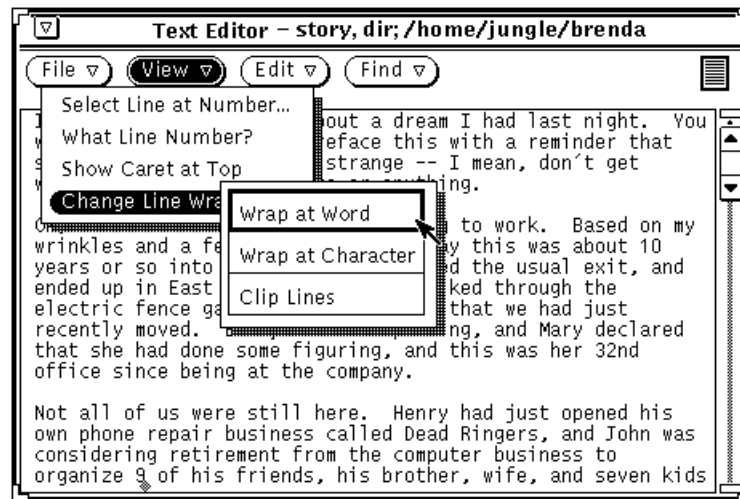 Text Editor – story, dir; /home/jungle/brenda
File View Edit Find
Select Line at Number...
What Line Number?
Show Caret at Top
Change Line
Wrap at Word
Wrap at Character
Clip Lines
out a dream I had last night. You
reface this with a reminder that
strange -- I mean, don't get
to work. Based on my
wrinkles and a this was about 10
years or so into the usual exit, and
ended up in East through the
electric fence that we had just
recently moved. and Mary declared
that she had done some figuring, and this was her 32nd
office since being at the company.
Not all of us were still here. Henry had just opened his
own phone repair business called Dead Ringers, and John was
considering retirement from the computer business to
organize 9 of his friends, his brother, wife, and seven kids